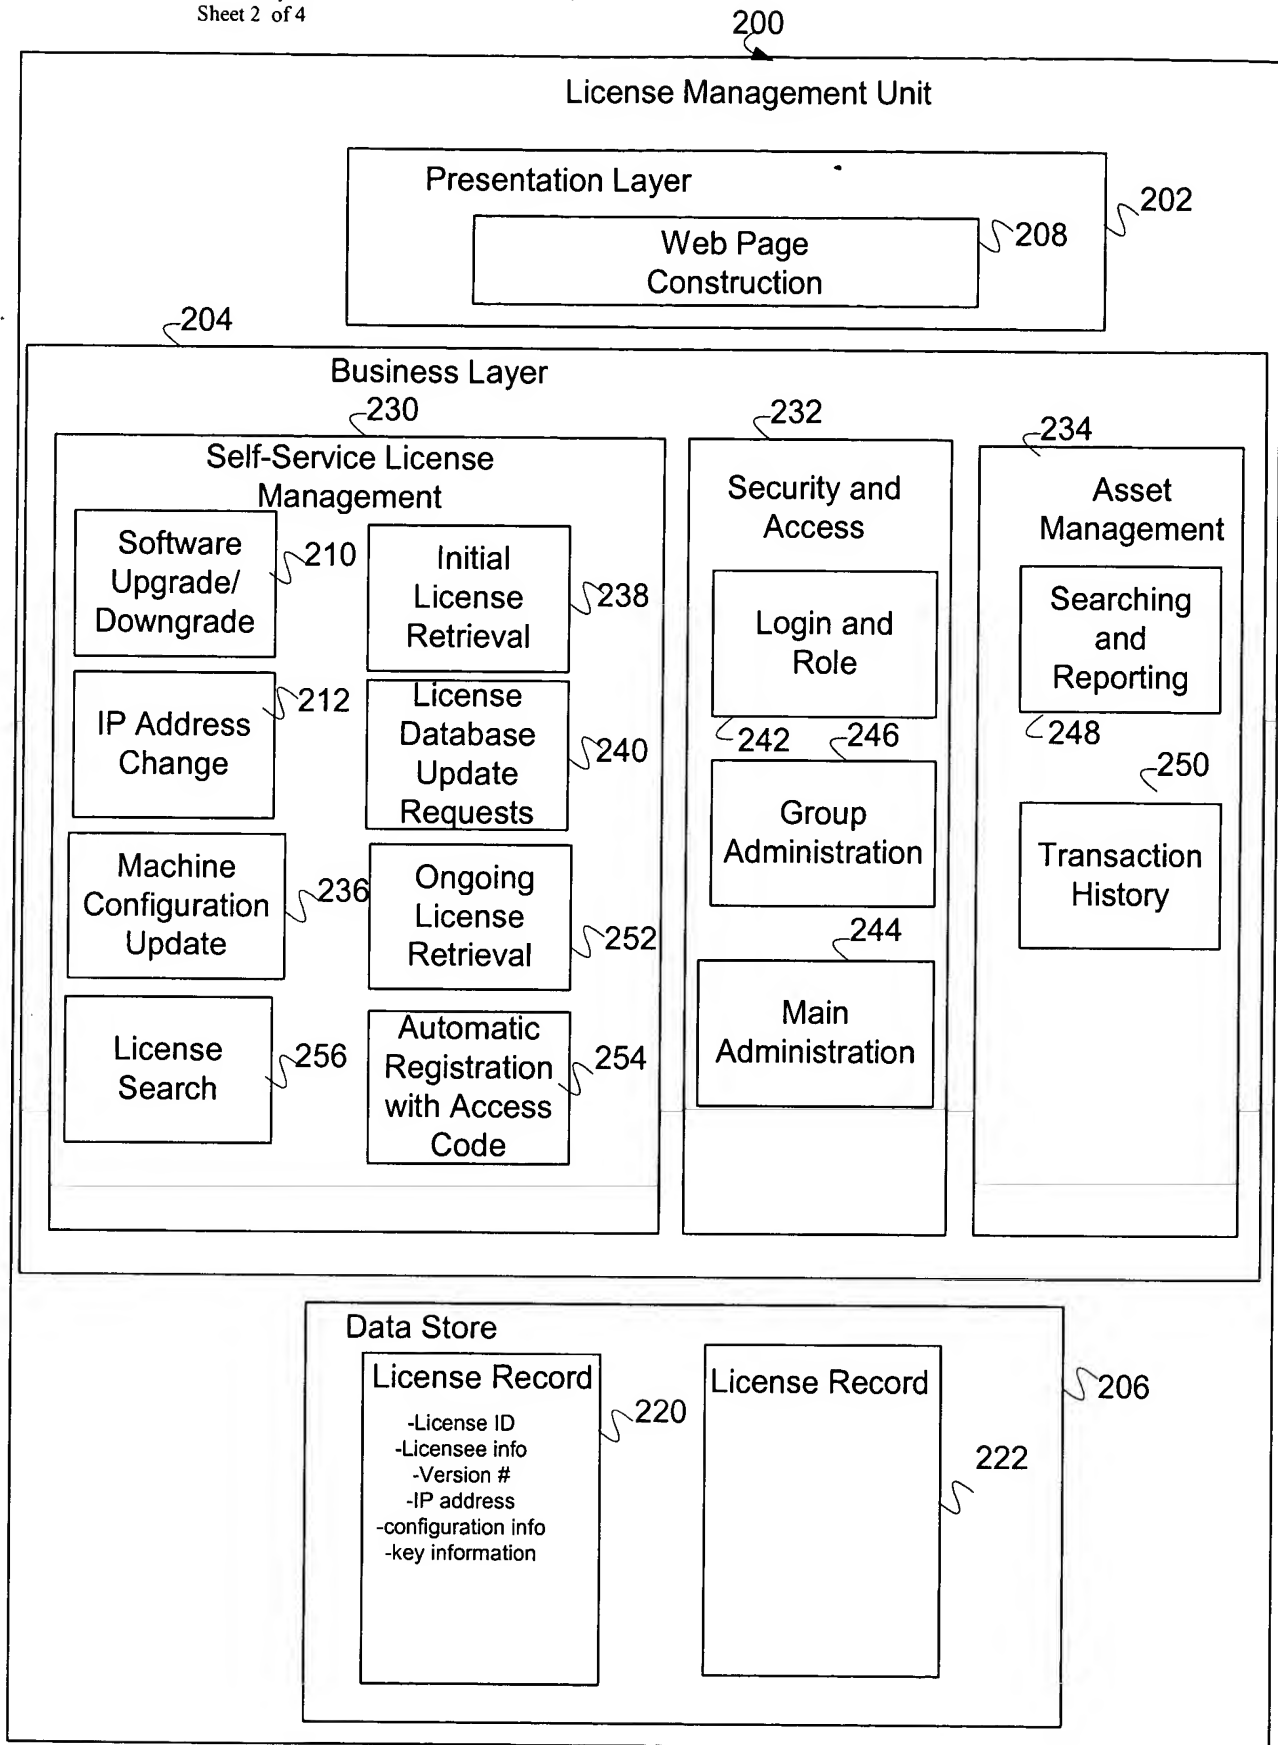 Sheet 2 of 4
200
License Management Unit
Presentation Layer
202
Web Page
Construction
208
204
Business Layer
230
Self-Service License
Management
Software
Upgrade/
Downgrade
210
Initial
License
Retrieval
238
IP Address
Change
212
License
Database
Update
Requests
240
Machine
Configuration
Update
236
Ongoing
License
Retrieval
252
License
Search
256
Automatic
Registration
with Access
Code
254
232
Security and
Access
Login and
Role
242
246
Group
Administration
244
Main
Administration
234
Asset
Management
Searching
and
Reporting
248
250
Transaction
History
Data Store
206
License Record
220
-License ID
-Licensee info
-Version #
-IP address
-configuration info
-key information
License Record
222